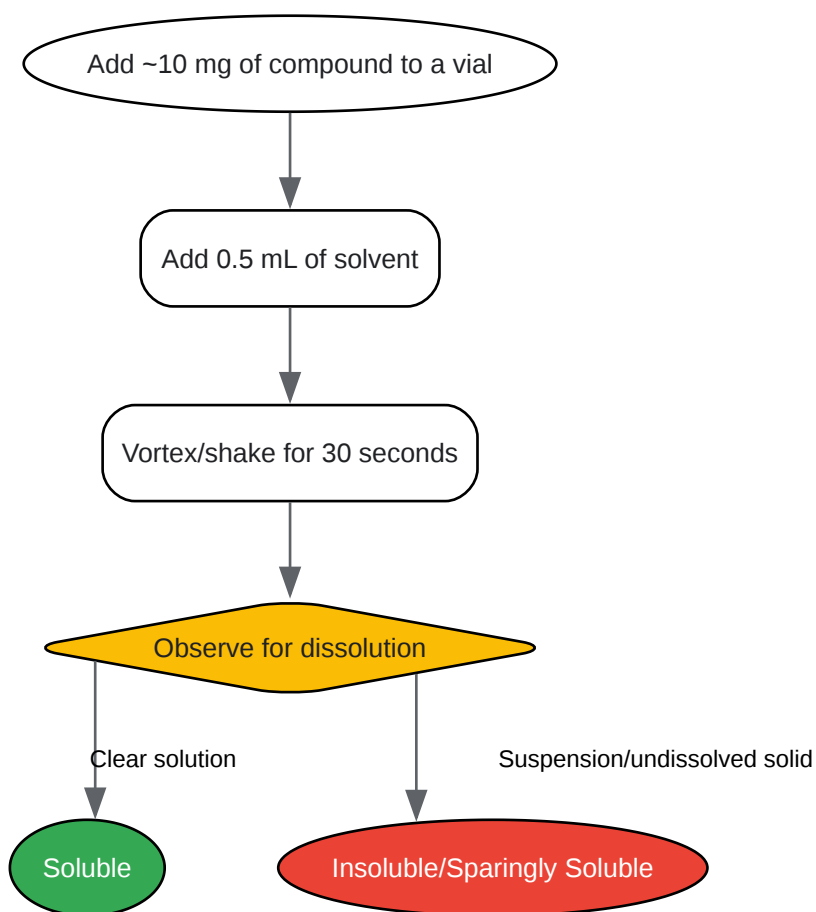 Add ~10 mg of compound to a vial
Add 0.5 mL of solvent
Vortex/shake for 30 seconds
Observe for dissolution
Clear solution
Suspension/undissolved solid
Soluble
Insoluble/Sparingly Soluble